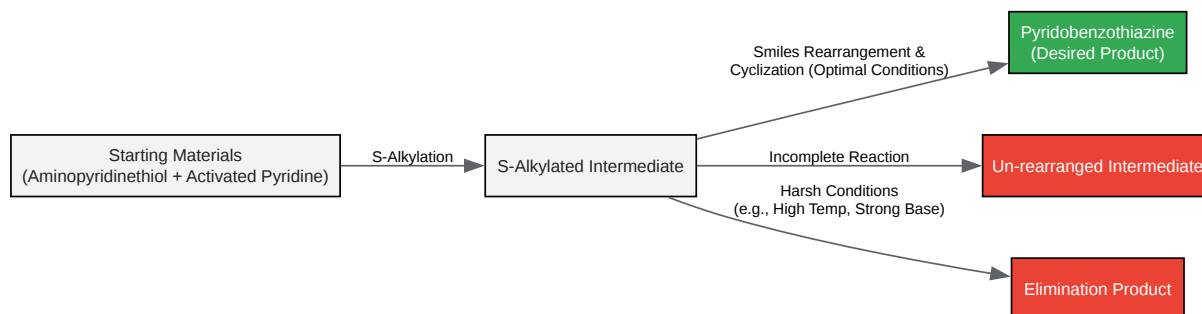 Pyridobenzothiazine
(Desired Product)
Smiles Rearrangement &
Cyclization (Optimal Conditions)
Starting Materials
(Aminopyridinethiol + Activated Pyridine)
S-Alkylation
S-Alkylated Intermediate
Incomplete Reaction
Un-rearranged Intermediate
Harsh Conditions
(e.g., High Temp, Strong Base)
Elimination Product